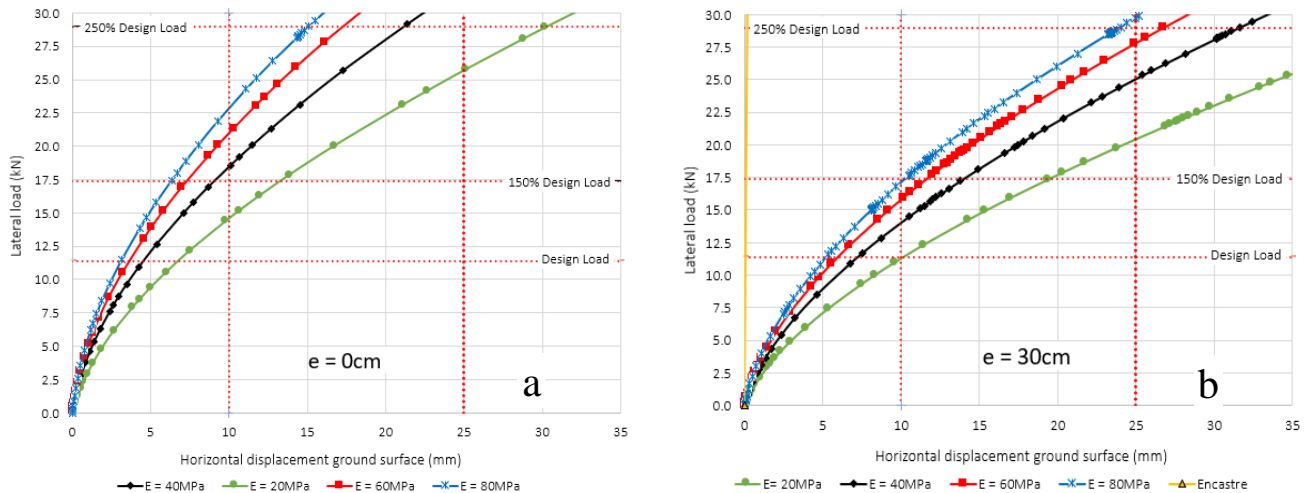 30.0
27.5
25.0
22.5
20.0
17.5
15.0
12.5
10.0
7.5
5.0
2.5
0.0
Lateral load (kN)
250% Design Load
150% Design Load
Design Load
e = 0cm
a
0 5 10 15 20 25 30 35
Horizontal displacement ground surface (mm)
E = 40MPa E = 20MPa E = 60MPa E = 80MPa
30.0
27.5
25.0
22.5
20.0
17.5
15.0
12.5
10.0
7.5
5.0
2.5
0.0
Lateral load (kN)
250% Design Load
150% Design Load
Design Load
e = 30cm
b
0 5 10 15 20 25 30 35
Horizontal displacement ground surface (mm)
E= 20MPa E = 40MPa E = 60MPa E = 80MPa Encastre